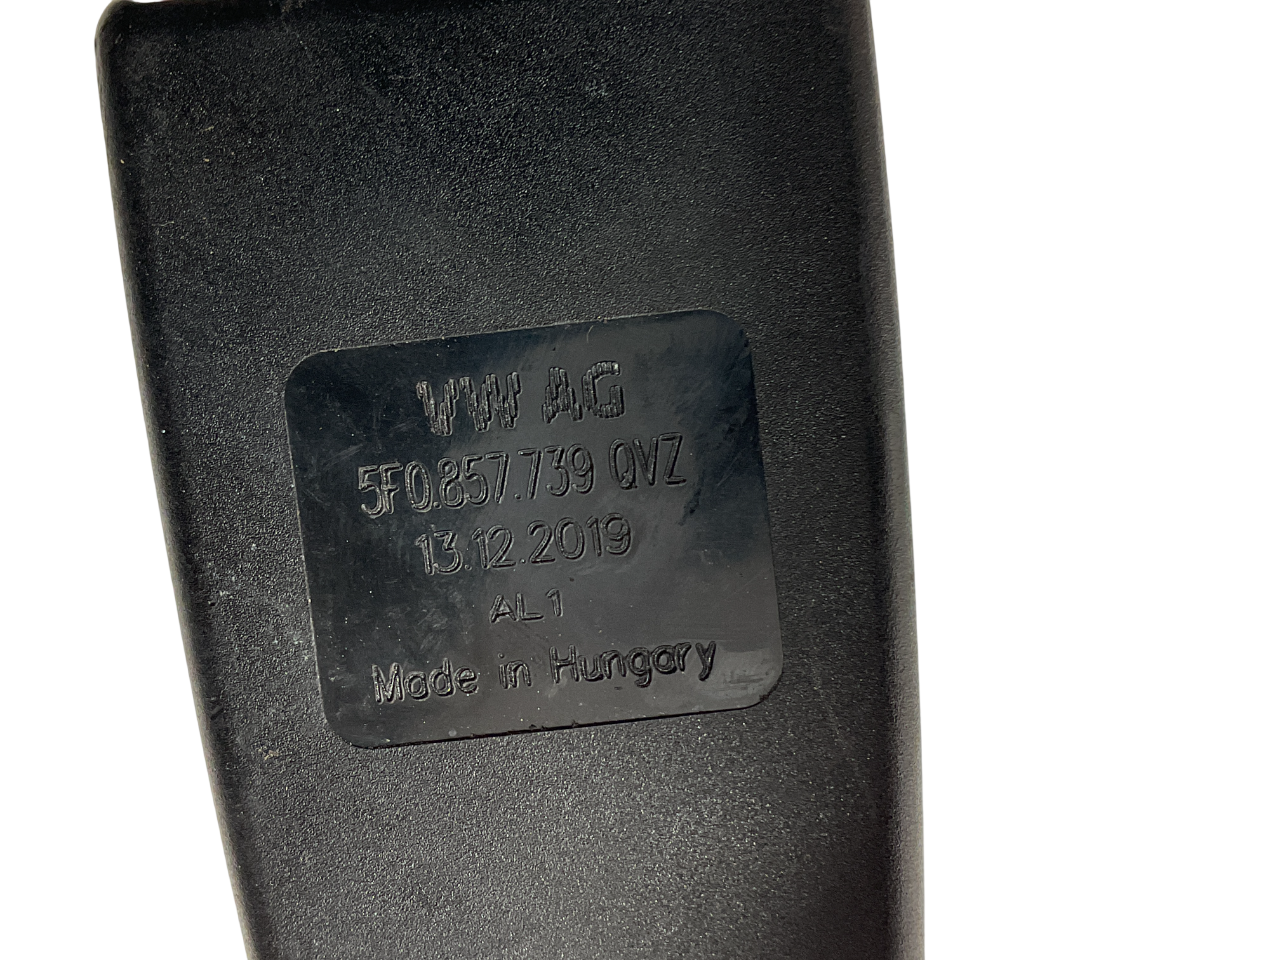 VW AG
5F0.857.739 QVZ
13.12.2019
AL1
Made in Hungary